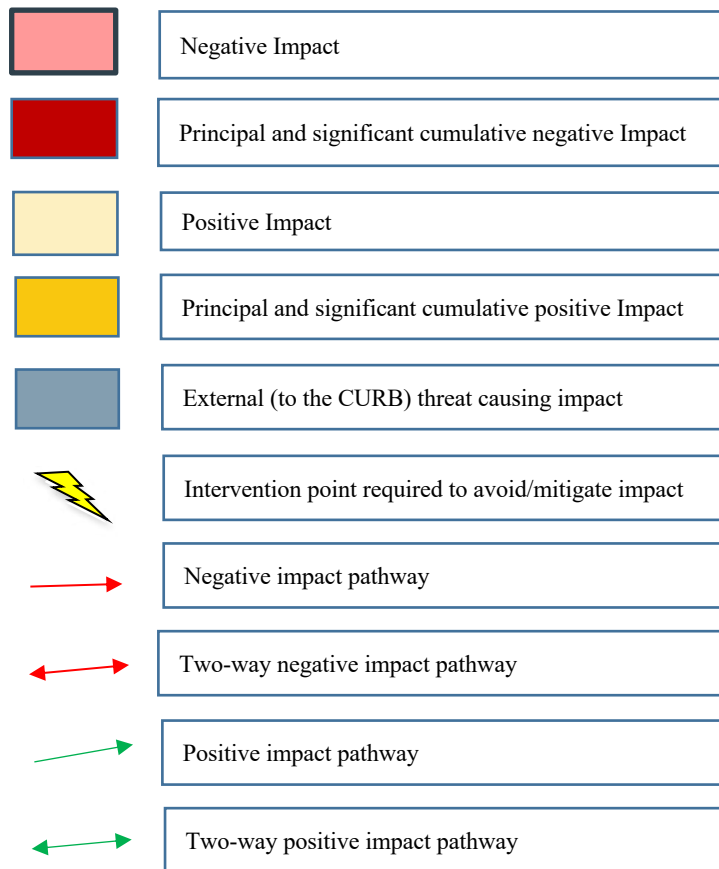 Negative Impact
Principal and significant cumulative negative Impact
Positive Impact
Principal and significant cumulative positive Impact
External (to the CURB) threat causing impact
Intervention point required to avoid/mitigate impact
Negative impact pathway
Two-way negative impact pathway
Positive impact pathway
Two-way positive impact pathway